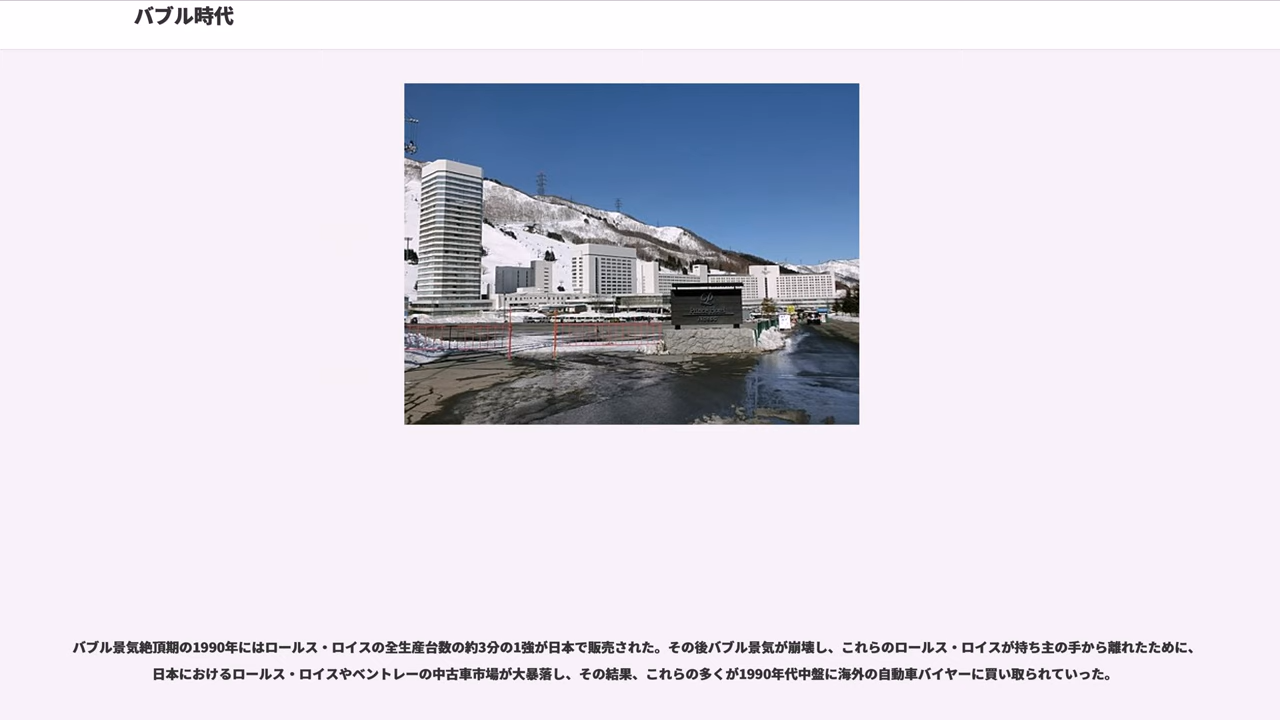 バブル時代
バブル景気絶頂期の1990年にはロールス・ロイスの全生産台数の約3分の1強が日本で販売された。その後バブル景気が崩壊し、これらのロールス・ロイスが持ち主の手から離れたために、
日本におけるロールス・ロイスやベントレーの中古車市場が大暴落し、その結果、これらの多くが1990年代中盤に海外の自動車バイヤーに買い取られていった。